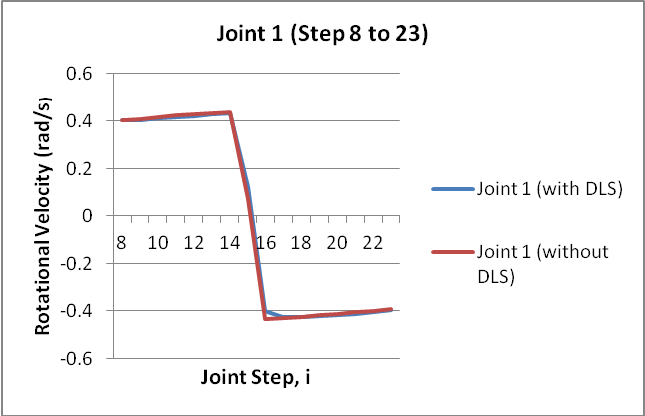 Joint 1 (Step 8 to 23)
Rotational Velocity (rad/s)
0.6
0.4
0.2
0
-0.2
-0.4
-0.6
8 10 12 14 16 18 20 22
Joint Step, i
Joint 1 (with DLS)
Joint 1 (without
DLS)